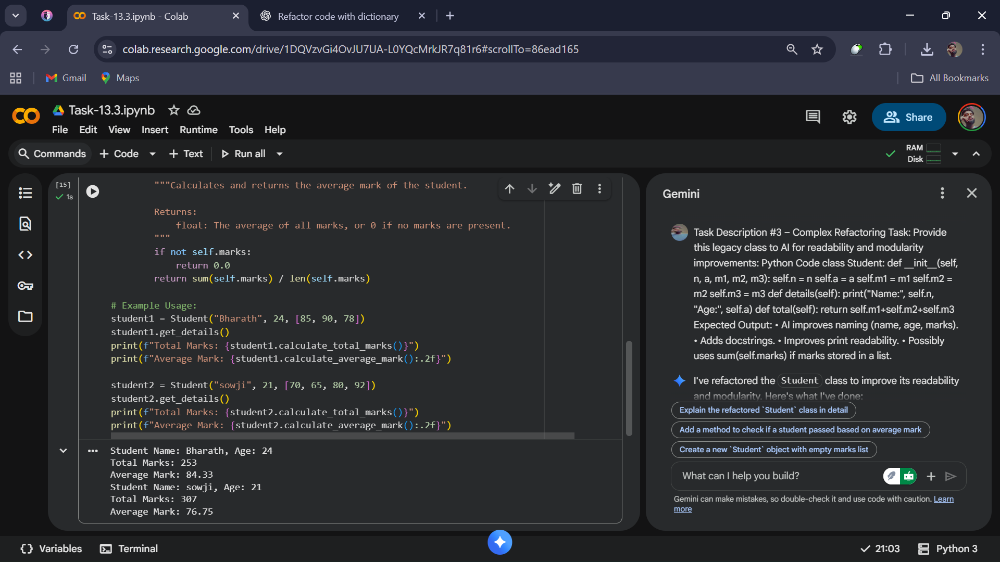 Task-13.3.ipynb - Colab
Refactor code with dictionary
colab.research.google.com/drive/1DQVzvGi4OvJU7UA-L0YQcMrkJR7q81r6#scrollTo=86ead165
Gmail
Maps
All Bookmarks
Task-13.3.ipynb
File Edit View Insert Runtime Tools Help
Share
Commands + Code + Text Run all
RAM
Disk
[15]
1s
"""Calculates and returns the average mark of the student.
Returns:
float: The average of all marks, or 0 if no marks are present.
"""
if not self.marks:
return 0.0
return sum(self.marks) / len(self.marks)
# Example Usage:
student1 = Student("Bharath", 24, [85, 90, 78])
student1.get_details()
print(f"Total Marks: {student1.calculate_total_marks()}")
print(f"Average Mark: {student1.calculate_average_mark():.2f}")
student2 = Student("sowji", 21, [70, 65, 80, 92])
student2.get_details()
print(f"Total Marks: {student2.calculate_total_marks()}")
print(f"Average Mark: {student2.calculate_average_mark():.2f}")
Student Name: Bharath, Age: 24
Total Marks: 253
Average Mark: 84.33
Student Name: sowji, Age: 21
Total Marks: 307
Average Mark: 76.75
Gemini
Task Description #3 – Complex Refactoring Task: Provide
this legacy class to AI for readability and modularity
improvements: Python Code class Student: def __init__(self,
n, a, m1, m2, m3): self.n = n self.a = a self.m1 = m1 self.m2 =
m2 self.m3 = m3 def details(self): print("Name:", self.n,
"Age:", self.a) def total(self): return self.m1+self.m2+self.m3
Expected Output: • AI improves naming (name, age, marks).
• Adds docstrings. • Improves print readability. • Possibly
uses sum(self.marks) if marks stored in a list.
I've refactored the Student class to improve its readability
and modularity. Here's what I've done:
Explain the refactored `Student` class in detail
Add a method to check if a student passed based on average mark
Create a new `Student` object with empty marks list
What can I help you build?
Gemini can make mistakes, so double-check it and use code with caution. Learn
more
{} Variables
Terminal
21:03
Python 3